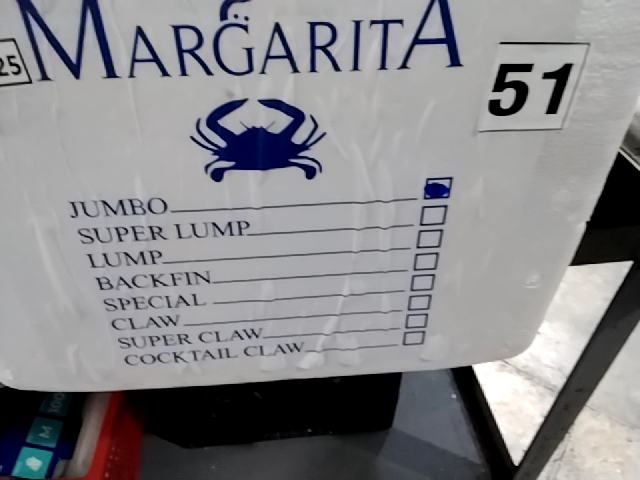 MARGARITA
25
51
JUMBO
SUPER LUMP
LUMP
BACKFIN
SPECIAL
CLAW
SUPER CLAW
COCKTAIL CLAW
M